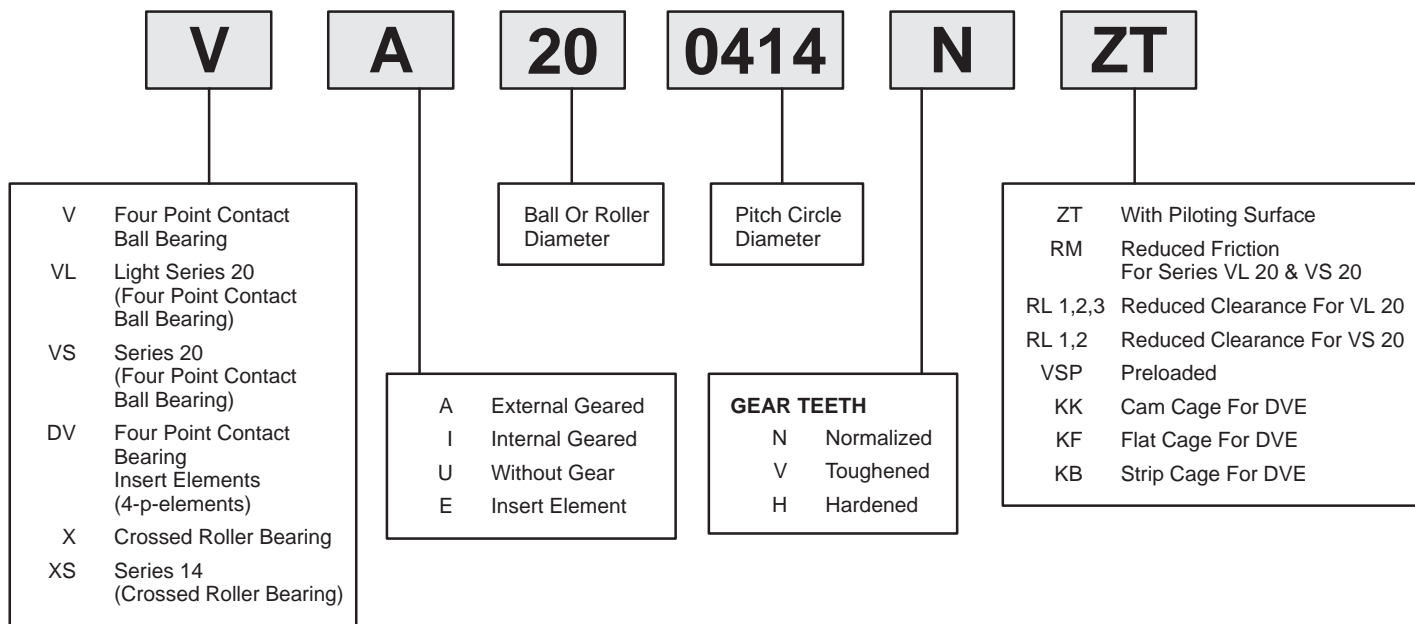 V A 20 0414 N ZT
V Four Point Contact
Ball Bearing
VL Light Series 20
(Four Point Contact
Ball Bearing)
VS Series 20
(Four Point Contact
Ball Bearing)
DV Four Point Contact
Bearing
Insert Elements
(4-p-elements)
X Crossed Roller Bearing
XS Series 14
(Crossed Roller Bearing)
A External Geared
I Internal Geared
U Without Gear
E Insert Element
Ball Or Roller
Diameter
Pitch Circle
Diameter
GEAR TEETH
N Normalized
V Toughened
H Hardened
ZT With Piloting Surface
RM Reduced Friction
For Series VL 20 & VS 20
RL 1,2,3 Reduced Clearance For VL 20
RL 1,2 Reduced Clearance For VS 20
VSP Preloaded
KK Cam Cage For DVE
KF Flat Cage For DVE
KB Strip Cage For DVE